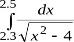 2.5
∫ dx / √(x² − 4)
2.3